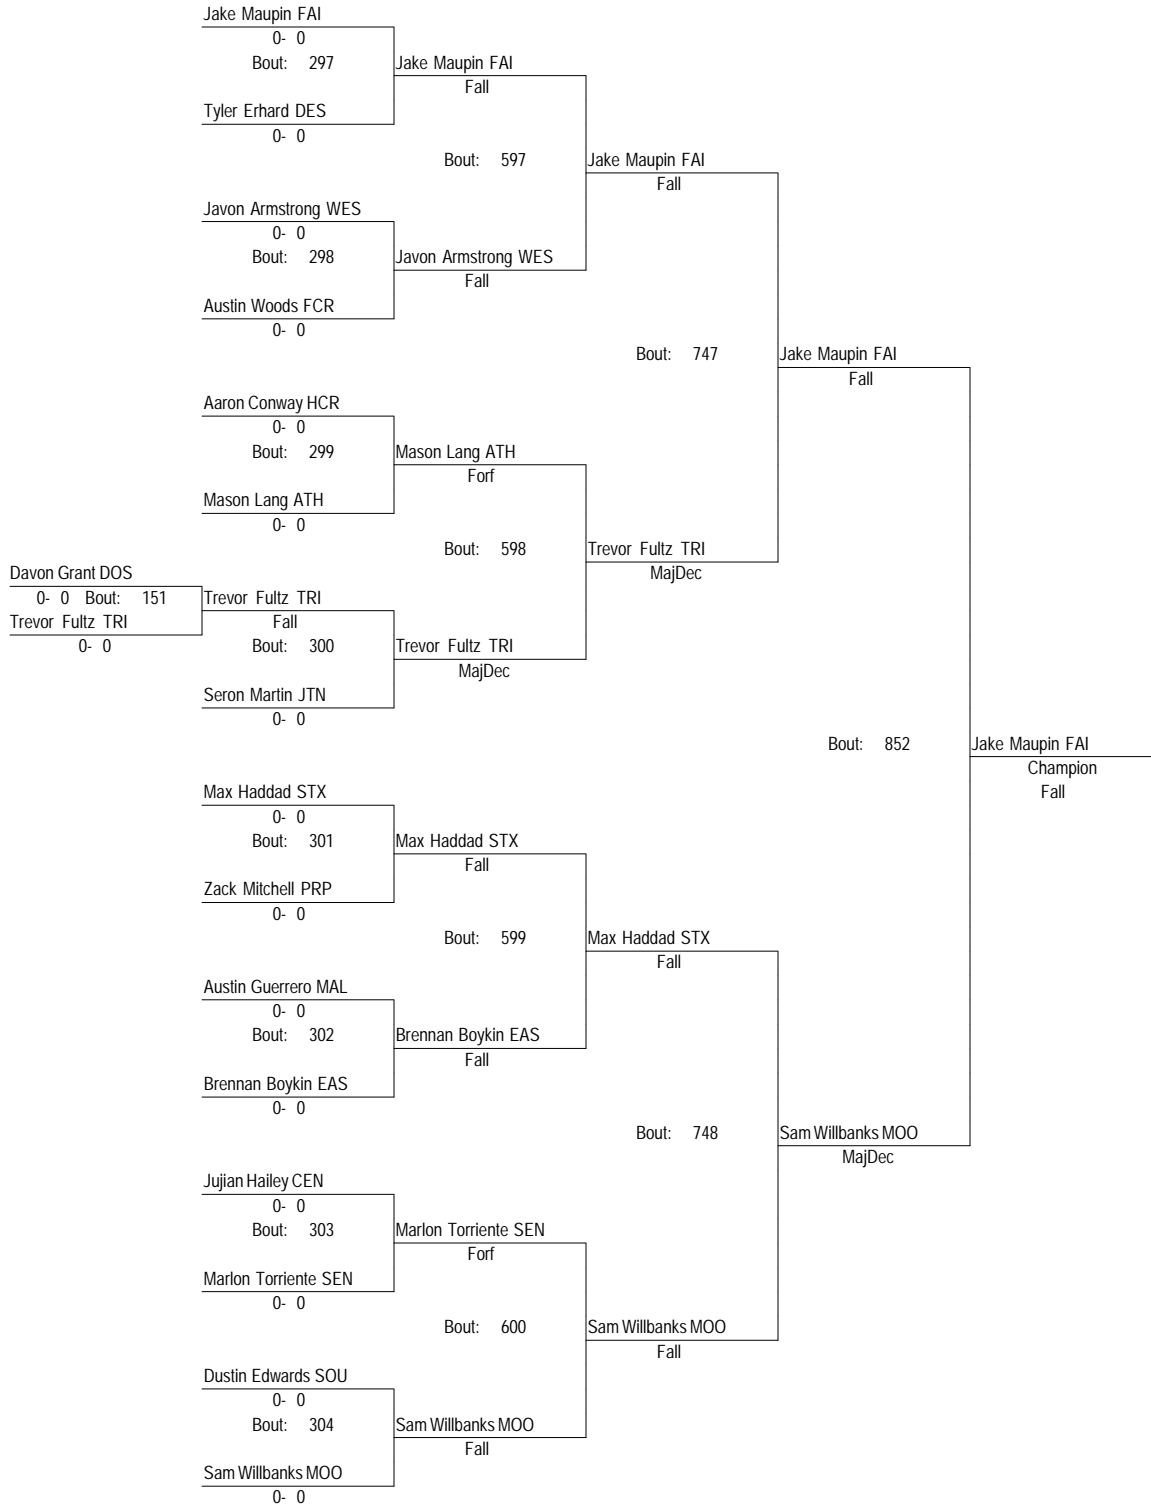 Jake Maupin FAI
0- 0
Bout: 297
Jake Maupin FAI
Fall
Tyler Erhard DES
0- 0
Bout: 597
Jake Maupin FAI
Fall
Javon Armstrong WES
0- 0
Bout: 298
Javon Armstrong WES
Fall
Austin Woods FCR
0- 0
Bout: 747
Jake Maupin FAI
Fall
Aaron Conway HCR
0- 0
Bout: 299
Mason Lang ATH
Forf
Mason Lang ATH
0- 0
Bout: 598
Trevor Fultz TRI
MajDec
Davon Grant DOS
0- 0 Bout: 151
Trevor Fultz TRI
Fall
Trevor Fultz TRI
0- 0
Bout: 300
Trevor Fultz TRI
MajDec
Seron Martin JTN
0- 0
Bout: 852
Jake Maupin FAI
Champion
Fall
Max Haddad STX
0- 0
Bout: 301
Max Haddad STX
Fall
Zack Mitchell PRP
0- 0
Bout: 599
Max Haddad STX
Fall
Austin Guerrero MAL
0- 0
Bout: 302
Brennan Boykin EAS
Fall
Brennan Boykin EAS
0- 0
Bout: 748
Sam Willbanks MOO
MajDec
Jujian Hailey CEN
0- 0
Bout: 303
Marlon Torriente SEN
Forf
Marlon Torriente SEN
0- 0
Bout: 600
Sam Willbanks MOO
Fall
Dustin Edwards SOU
0- 0
Bout: 304
Sam Willbanks MOO
Fall
Sam Willbanks MOO
0- 0